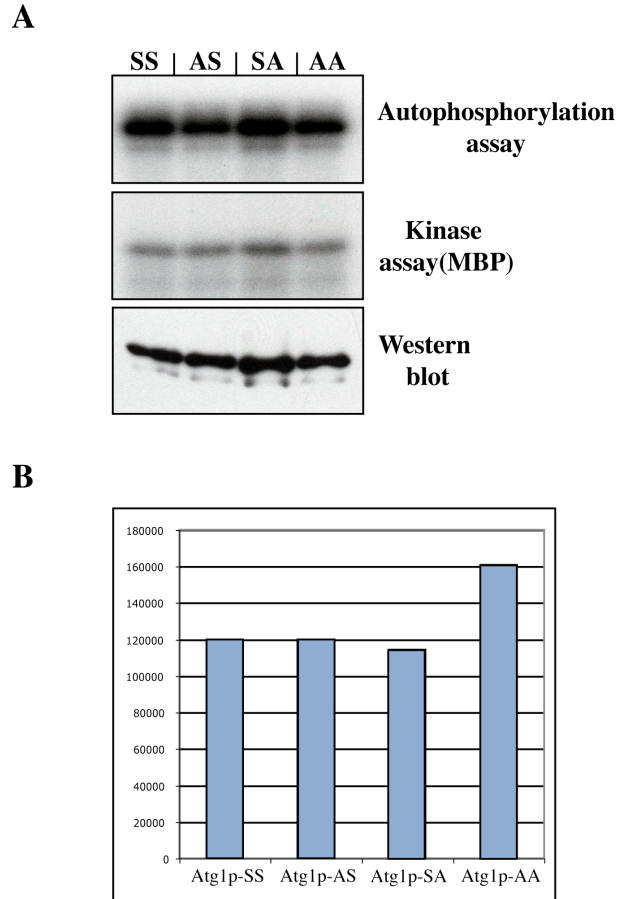 A
SS | AS | SA | AA
Autophosphorylation
assay
Kinase
assay(MBP)
Western
blot
B
180000
160000
140000
120000
100000
80000
60000
40000
20000
0
Atg1p-SS Atg1p-AS Atg1p-SA Atg1p-AA